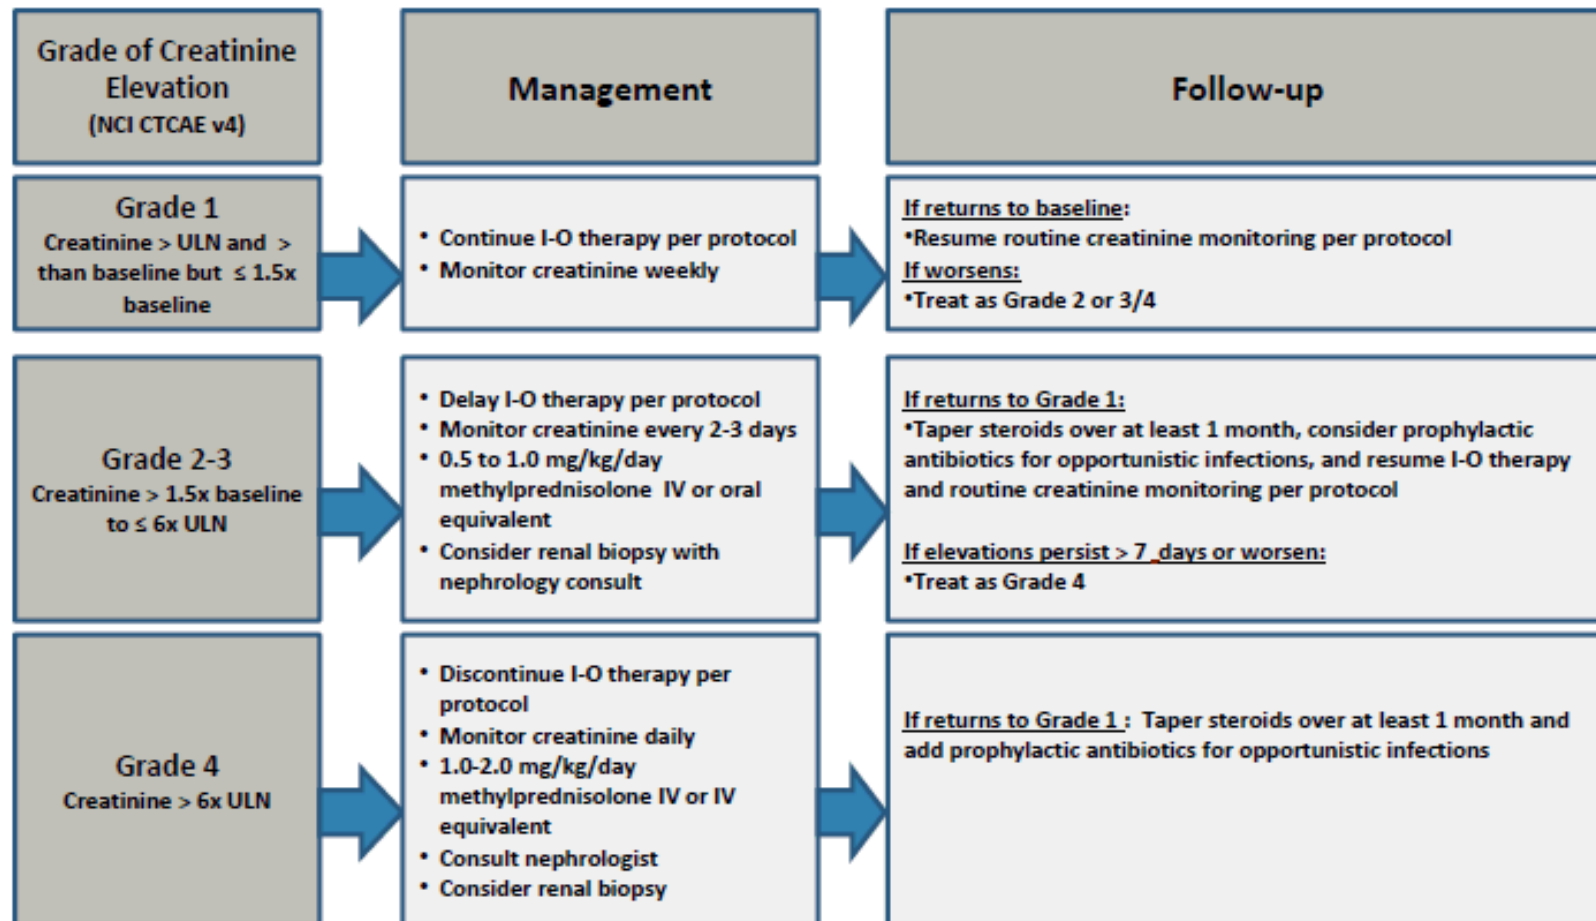 Grade of Creatinine
Elevation
(NCI CTCAE v4)
Management
Follow-up
Grade 1
Creatinine > ULN and >
than baseline but ≤ 1.5x
baseline
• Continue I-O therapy per protocol
• Monitor creatinine weekly
If returns to baseline:
•Resume routine creatinine monitoring per protocol
If worsens:
•Treat as Grade 2 or 3/4
Grade 2-3
Creatinine > 1.5x baseline
to ≤ 6x ULN
• Delay I-O therapy per protocol
• Monitor creatinine every 2-3 days
• 0.5 to 1.0 mg/kg/day
methylprednisolone IV or oral
equivalent
• Consider renal biopsy with
nephrology consult
If returns to Grade 1:
•Taper steroids over at least 1 month, consider prophylactic
antibiotics for opportunistic infections, and resume I-O therapy
and routine creatinine monitoring per protocol
If elevations persist > 7 days or worsen:
•Treat as Grade 4
Grade 4
Creatinine > 6x ULN
• Discontinue I-O therapy per
protocol
• Monitor creatinine daily
• 1.0-2.0 mg/kg/day
methylprednisolone IV or IV
equivalent
• Consult nephrologist
• Consider renal biopsy
If returns to Grade 1 : Taper steroids over at least 1 month and
add prophylactic antibiotics for opportunistic infections